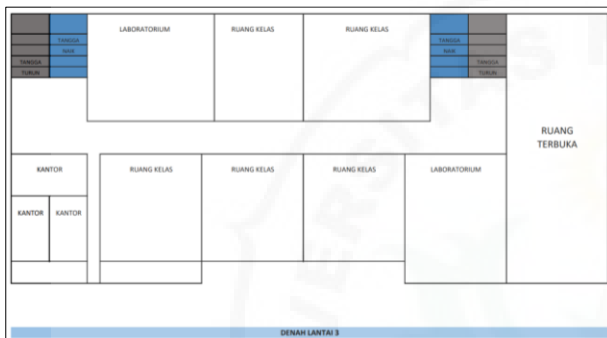 LABORATORIUM
RUANG KELAS
RUANG KELAS
TANGGA
NAIK
TANGGA
TURUN
TANGGA
NAIK
TANGGA
TURUN
RUANG
TERBUKA
KANTOR
RUANG KELAS
RUANG KELAS
RUANG KELAS
LABORATORIUM
KANTOR
KANTOR
DENAH LANTAI 3